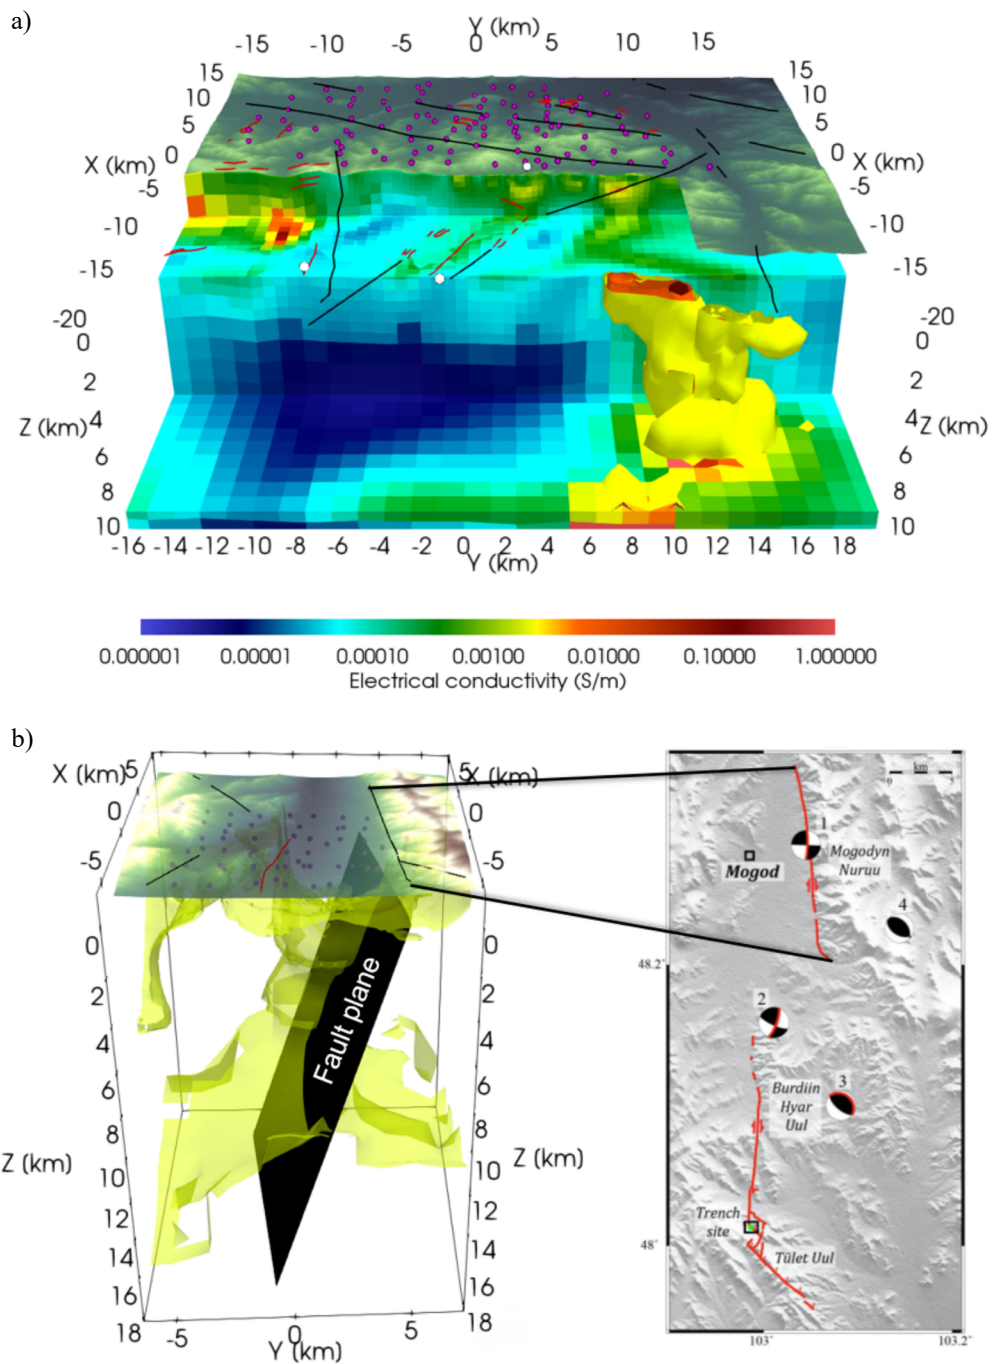 a)
Y (km)
-15 -10 -5 0 5 10 15
15 15
10 10
5 5
X (km) 0 0 X (km)
-5 -5
-10 -10
-15 -15
-20 -20
0 0
2 2
Z (km) 4 4 Z (km)
6 6
8 8
10 10
-16 -14 -12 -10 -8 -6 -4 -2 0 2 4 6 8 10 12 14 16 18
Y (km)
0.000001 0.00001 0.00010 0.00100 0.01000 0.10000 1.000000
Electrical conductivity (S/m)
b)
X (km) 5 5 X (km)
0 0
-5 -5
0 0
2 2
4 4
6 6
8 8
Z (km) 10 10 Z (km)
12 12
14 14
16 16
18 18
-5 0 5
Y (km)
Fault plane
km
0 5
1
Mogodyn
Nuruu
Mogod
4
48.2°
2
3
Burdiin
Hyar
Uul
Trench
site
48°
Tület Uul
103° 103.2°